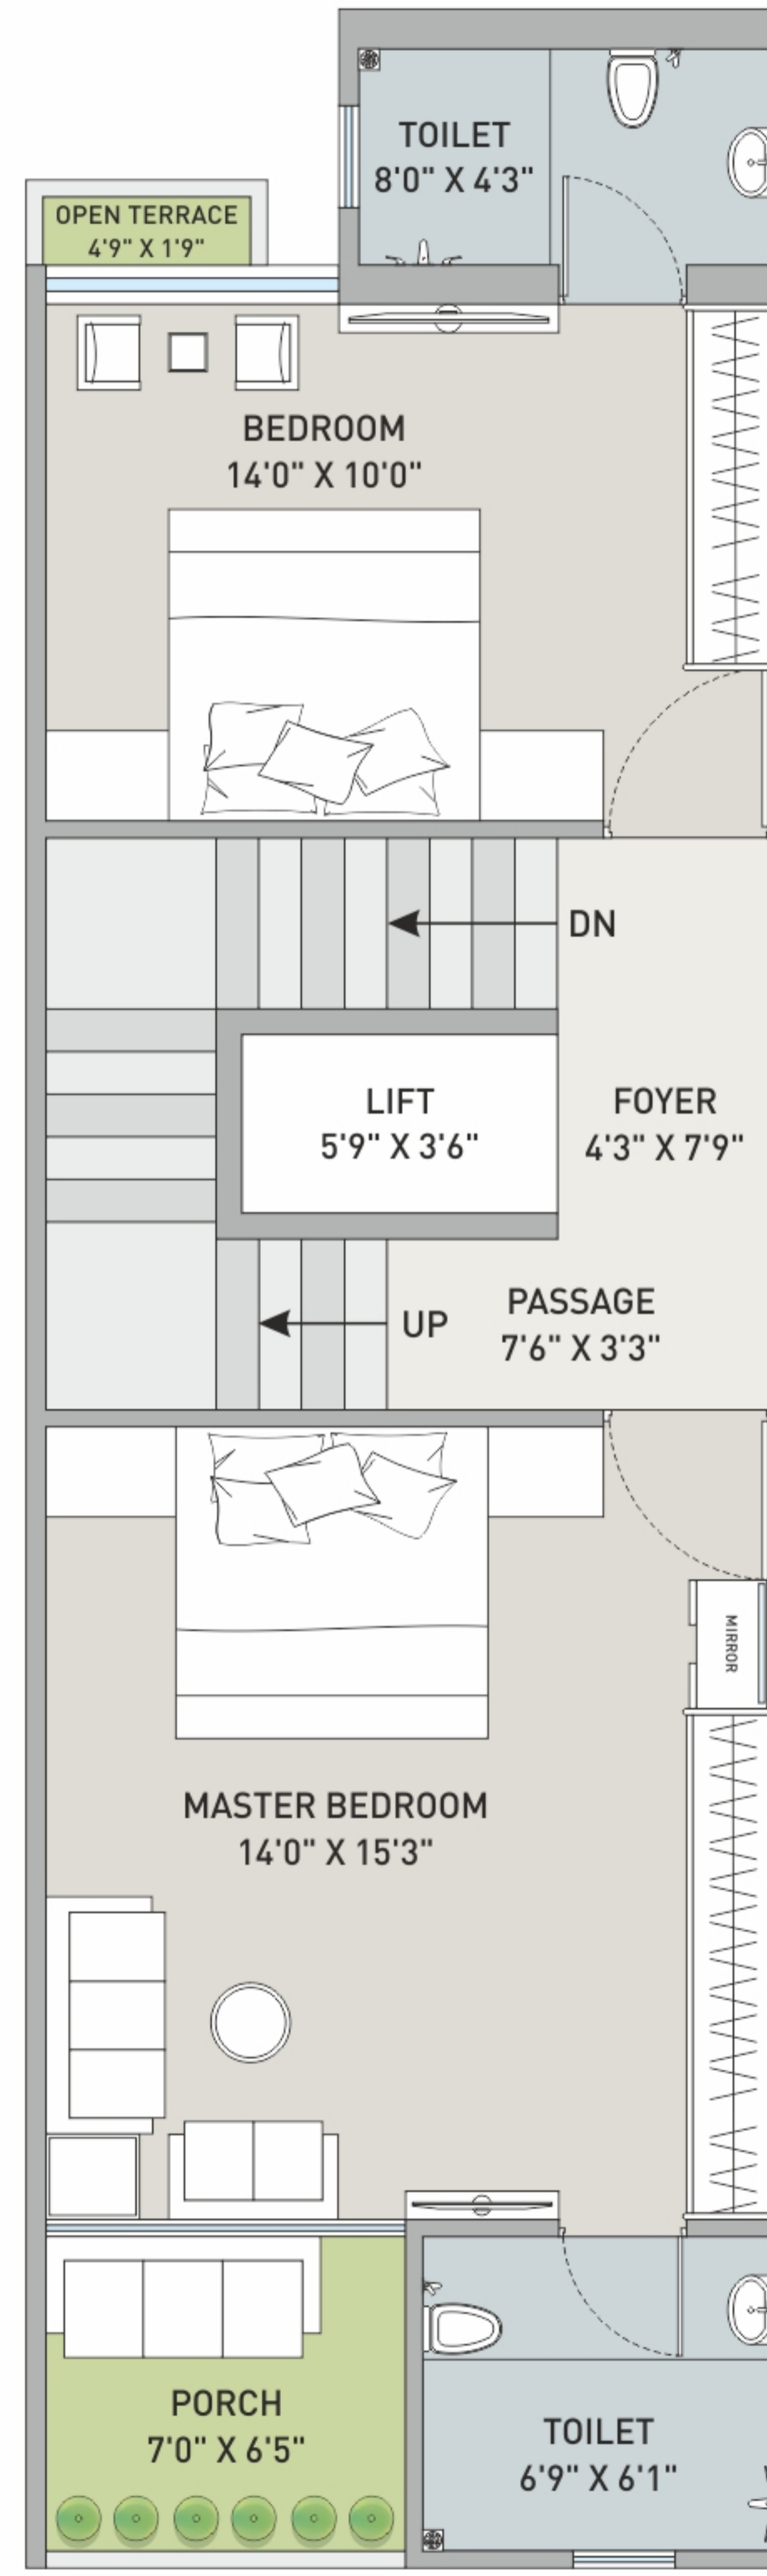 TOILET
8'0" X 4'3"
OPEN TERRACE
4'9" X 1'9"
BEDROOM
14'0" X 10'0"
DN
LIFT
5'9" X 3'6"
FOYER
4'3" X 7'9"
PASSAGE
7'6" X 3'3"
UP
MIRROR
MASTER BEDROOM
14'0" X 15'3"
PORCH
7'0" X 6'5"
TOILET
6'9" X 6'1"